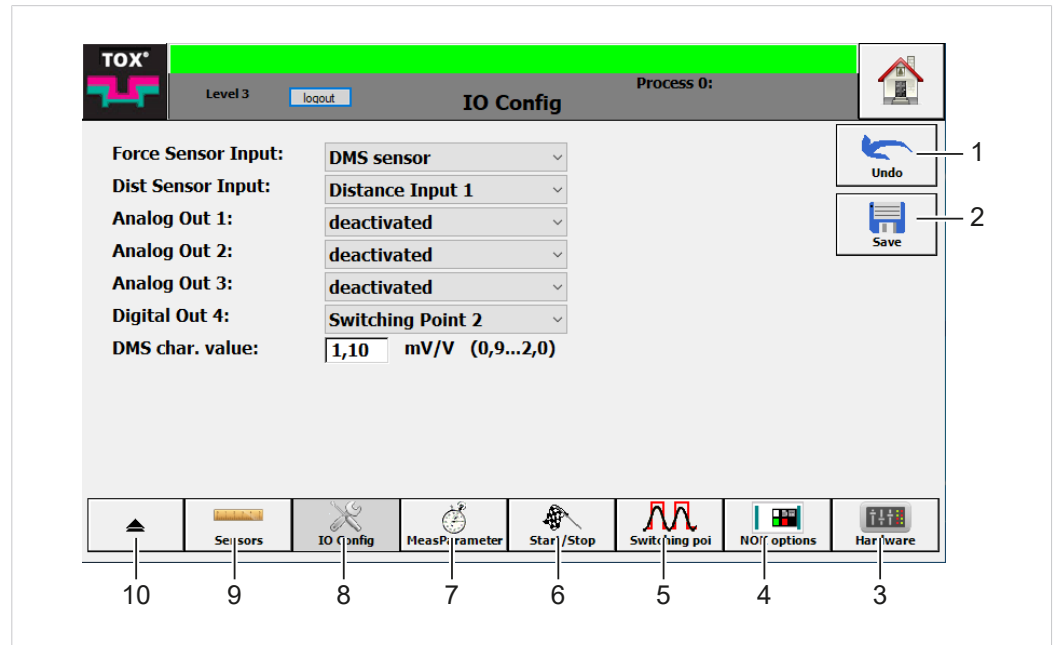 TOX®
Level 3 logout IO Config Process 0:
Force Sensor Input: DMS sensor
Dist Sensor Input: Distance Input 1
Analog Out 1: deactivated
Analog Out 2: deactivated
Analog Out 3: deactivated
Digital Out 4: Switching Point 2
DMS char. value: 1,10 mV/V (0,9...2,0)
Undo 1
Save 2
Sensors IO Config MeasParameter Start/Stop Switching poi NOK options Hardware
10 9 8 7 6 5 4 3